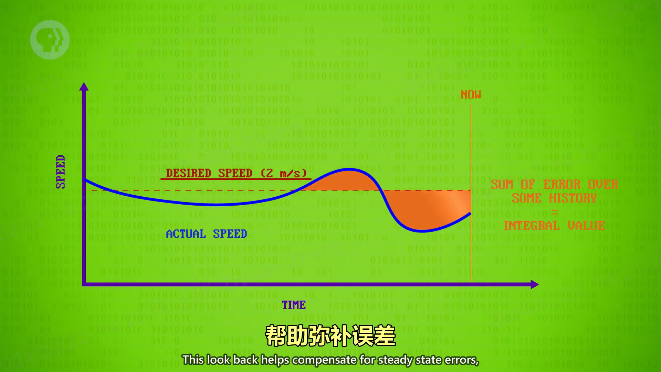 NOW
DESIRED SPEED (2 m/s)
SPEED
SUM OF ERROR OVER
SOME HISTORY
=
INTEGRAL VALUE
ACTUAL SPEED
TIME
帮助弥补误差
This look back helps compensate for steady state errors,